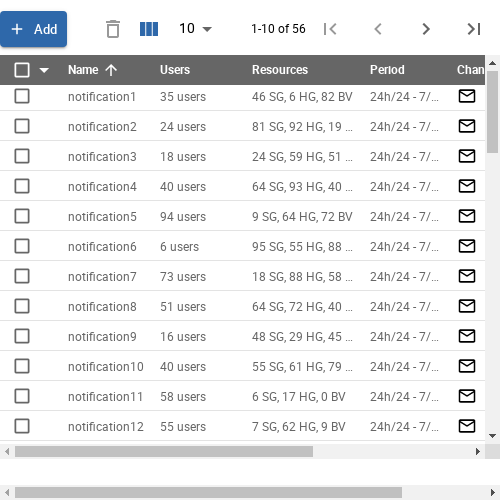 Add 10 1-10 of 56
Name Users Resources Period Chan
notification1 35 users 46 SG, 6 HG, 82 BV 24h/24 - 7/...
notification2 24 users 81 SG, 92 HG, 19 ... 24h/24 - 7/...
notification3 18 users 24 SG, 59 HG, 51 ... 24h/24 - 7/...
notification4 40 users 64 SG, 93 HG, 40 ... 24h/24 - 7/...
notification5 94 users 9 SG, 64 HG, 72 BV 24h/24 - 7/...
notification6 6 users 95 SG, 55 HG, 88 ... 24h/24 - 7/...
notification7 73 users 18 SG, 88 HG, 58 ... 24h/24 - 7/...
notification8 51 users 64 SG, 72 HG, 40 ... 24h/24 - 7/...
notification9 16 users 48 SG, 29 HG, 45 ... 24h/24 - 7/...
notification10 40 users 55 SG, 61 HG, 79 ... 24h/24 - 7/...
notification11 58 users 6 SG, 17 HG, 0 BV 24h/24 - 7/...
notification12 55 users 7 SG, 62 HG, 9 BV 24h/24 - 7/...